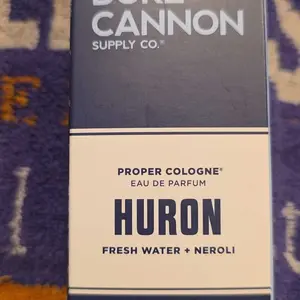 DUKE
CANNON
SUPPLY CO.®
PROPER COLOGNE®
EAU DE PARFUM
HURON
FRESH WATER + NEROLI